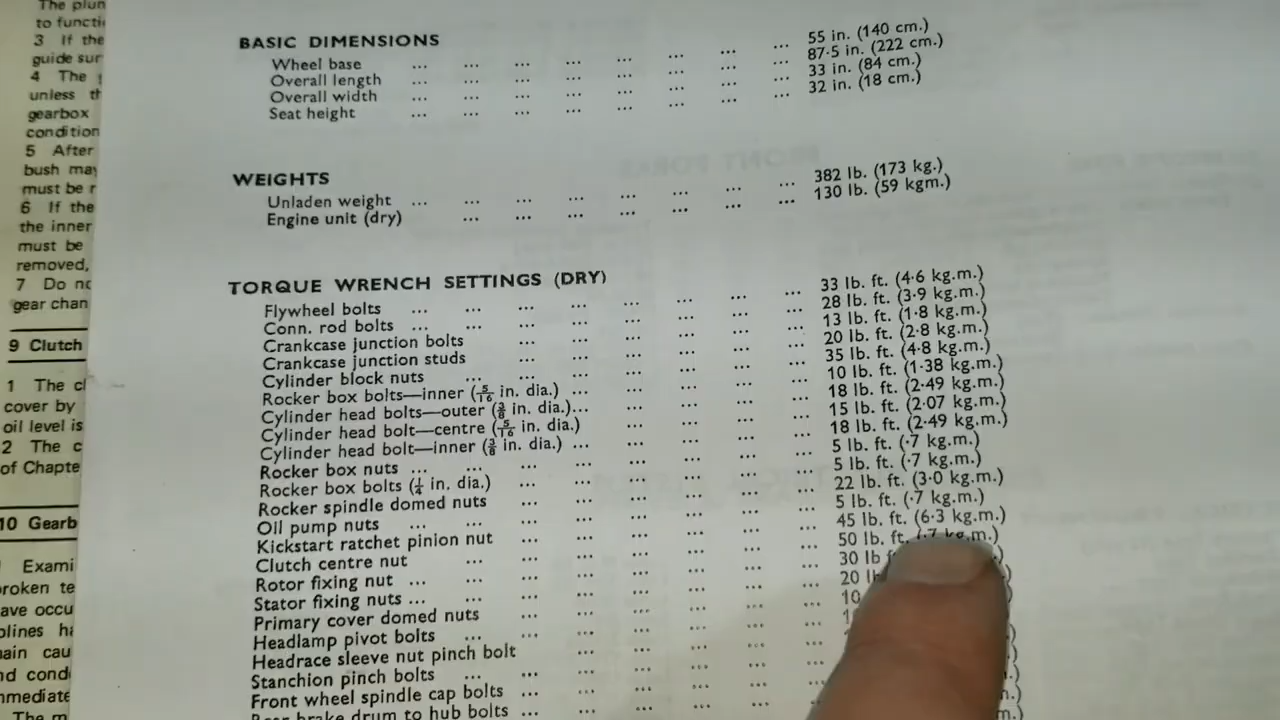 The plun
to functi
3 If the
guide sur
4 The
unless th
gearbox
condition
5 After
bush may
must be r
6 If the
the inner
must be
removed,
7 Do no
gear chan
9 Clutch
1 The cl
cover by
oil level is
2 The c
of Chapte
10 Gearb
Exami
broken te
have occu
plines ha
main cau
nd cond
mmediate
The m
BASIC DIMENSIONS
Wheel base ... ... ... ... ... ... ... ... 55 in. (140 cm.)
Overall length ... ... ... ... ... ... ... ... 87·5 in. (222 cm.)
Overall width ... ... ... ... ... ... ... ... 33 in. (84 cm.)
Seat height ... ... ... ... ... ... ... ... 32 in. (18 cm.)
WEIGHTS
Unladen weight ... ... ... ... ... ... ... ... 382 lb. (173 kg.)
Engine unit (dry) ... ... ... ... ... ... ... 130 lb. (59 kgm.)
TORQUE WRENCH SETTINGS (DRY)
Flywheel bolts ... ... ... ... ... ... ... ... 33 lb. ft. (4·6 kg.m.)
Conn. rod bolts ... ... ... ... ... ... ... ... 28 lb. ft. (3·9 kg.m.)
Crankcase junction bolts ... ... ... ... ... ... 13 lb. ft. (1·8 kg.m.)
Crankcase junction studs ... ... ... ... ... ... 20 lb. ft. (2·8 kg.m.)
Cylinder block nuts ... ... ... ... ... ... ... 35 lb. ft. (4·8 kg.m.)
Rocker box bolts—inner (5/16 in. dia.) ... ... ... ... ... 10 lb. ft. (1·38 kg.m.)
Cylinder head bolts—outer (3/8 in. dia.)... ... ... ... ... 18 lb. ft. (2·49 kg.m.)
Cylinder head bolt—centre (5/16 in. dia.) ... ... ... ... 15 lb. ft. (2·07 kg.m.)
Cylinder head bolt—inner (3/8 in. dia.) ... ... ... ... ... 18 lb. ft. (2·49 kg.m.)
Rocker box nuts ... ... ... ... ... ... ... ... 5 lb. ft. (·7 kg.m.)
Rocker box bolts (1/4 in. dia.) ... ... ... ... ... ... 5 lb. ft. (·7 kg.m.)
Rocker spindle domed nuts ... ... ... ... ... ... 22 lb. ft. (3·0 kg.m.)
Oil pump nuts ... ... ... ... ... ... ... ... 5 lb. ft. (·7 kg.m.)
Kickstart ratchet pinion nut ... ... ... ... ... ... 45 lb. ft. (6·3 kg.m.)
Clutch centre nut ... ... ... ... ... ... ... 50 lb. ft. (·7 kg.m.)
Rotor fixing nut ... ... ... ... ... ... ... 30 lb
Stator fixing nuts ... ... ... ... ... ... ... 20
Primary cover domed nuts ... ... ... ... ... ... 10
Headlamp pivot bolts ... ... ... ... ... ... ...
Headrace sleeve nut pinch bolt ... ... ... ... ...
Stanchion pinch bolts ... ... ... ... ... ... ...
Front wheel spindle cap bolts ... ... ... ... ... ...
Rear brake drum to hub bolts ... ... ... ... ...